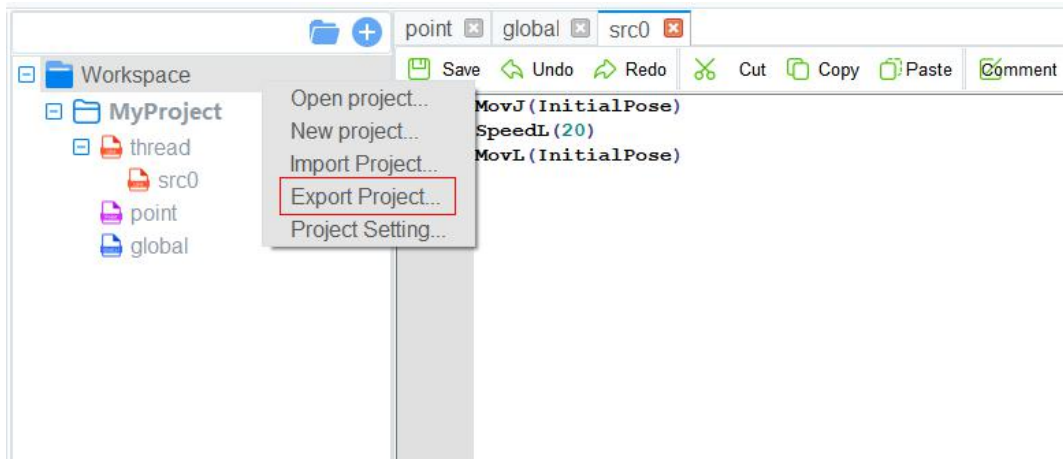 point global src0
Save Undo Redo Cut Copy Paste Comment
Workspace
MyProject
thread
src0
point
global
Open project...
New project...
Import Project...
Export Project...
Project Setting...
MovJ(InitialPose)
SpeedL(20)
MovL(InitialPose)